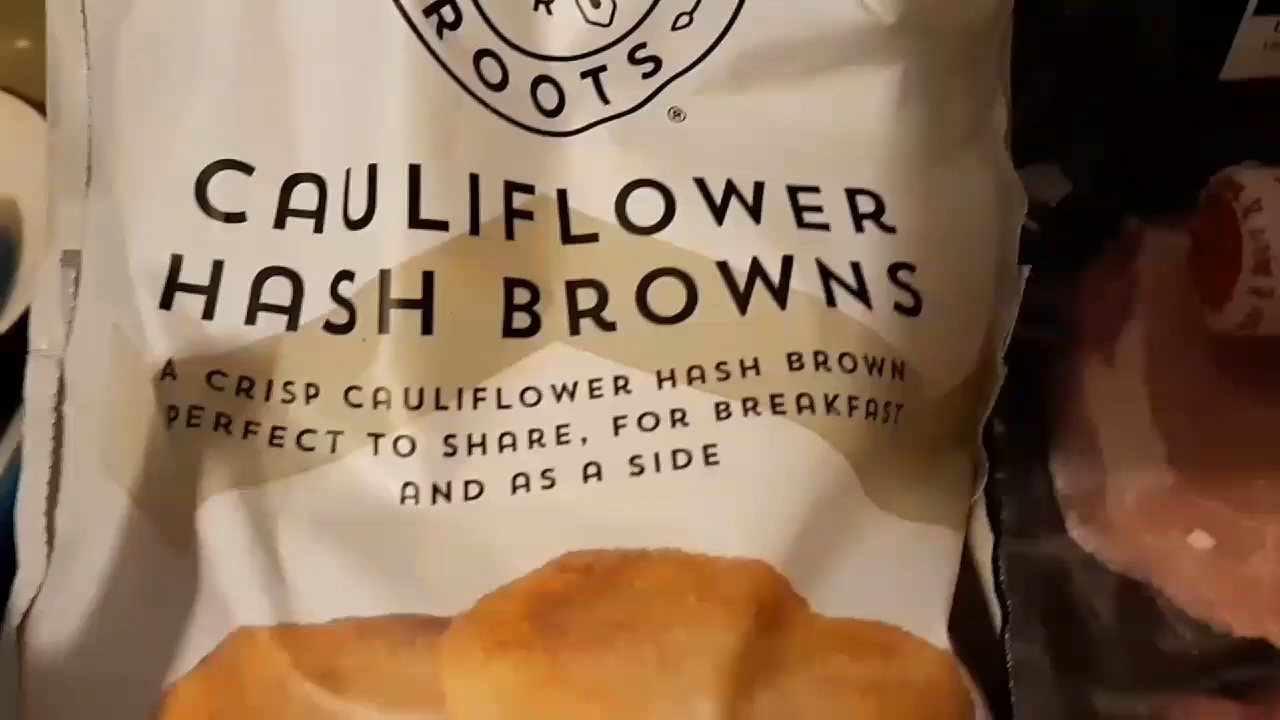 ROOTS
®
CAULIFLOWER
HASH BROWNS
A CRISP CAULIFLOWER HASH BROWN
PERFECT TO SHARE, FOR BREAKFAST
AND AS A SIDE